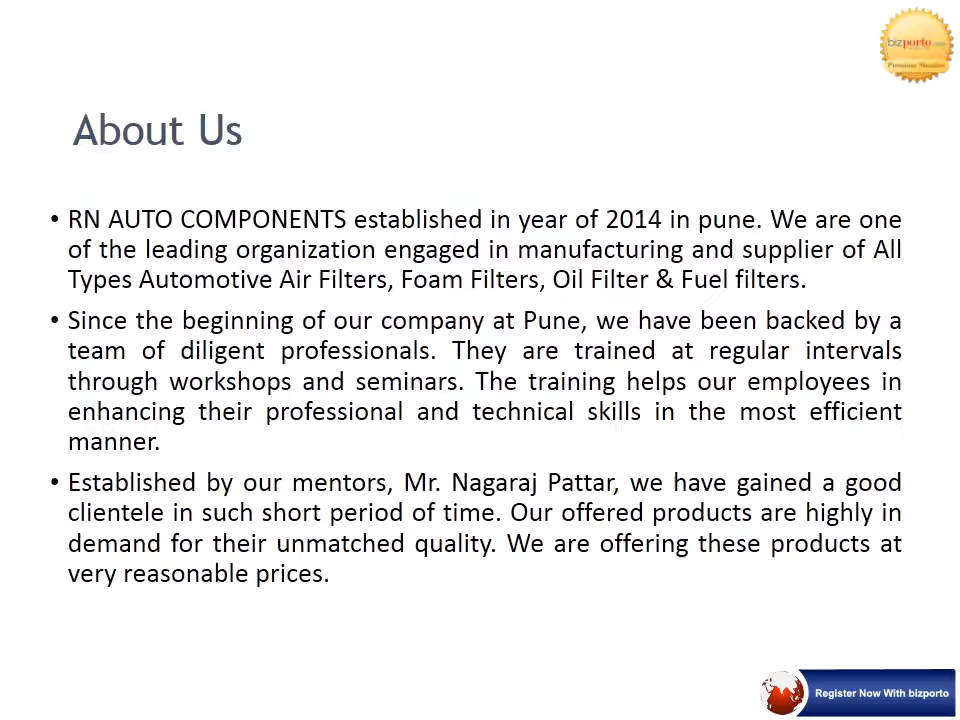 bizporto.com
Premium Member
About Us
• RN AUTO COMPONENTS established in year of 2014 in pune. We are one
of the leading organization engaged in manufacturing and supplier of All
Types Automotive Air Filters, Foam Filters, Oil Filter & Fuel filters.
• Since the beginning of our company at Pune, we have been backed by a
team of diligent professionals. They are trained at regular intervals
through workshops and seminars. The training helps our employees in
enhancing their professional and technical skills in the most efficient
manner.
• Established by our mentors, Mr. Nagaraj Pattar, we have gained a good
clientele in such short period of time. Our offered products are highly in
demand for their unmatched quality. We are offering these products at
very reasonable prices.
Register Now With bizporto